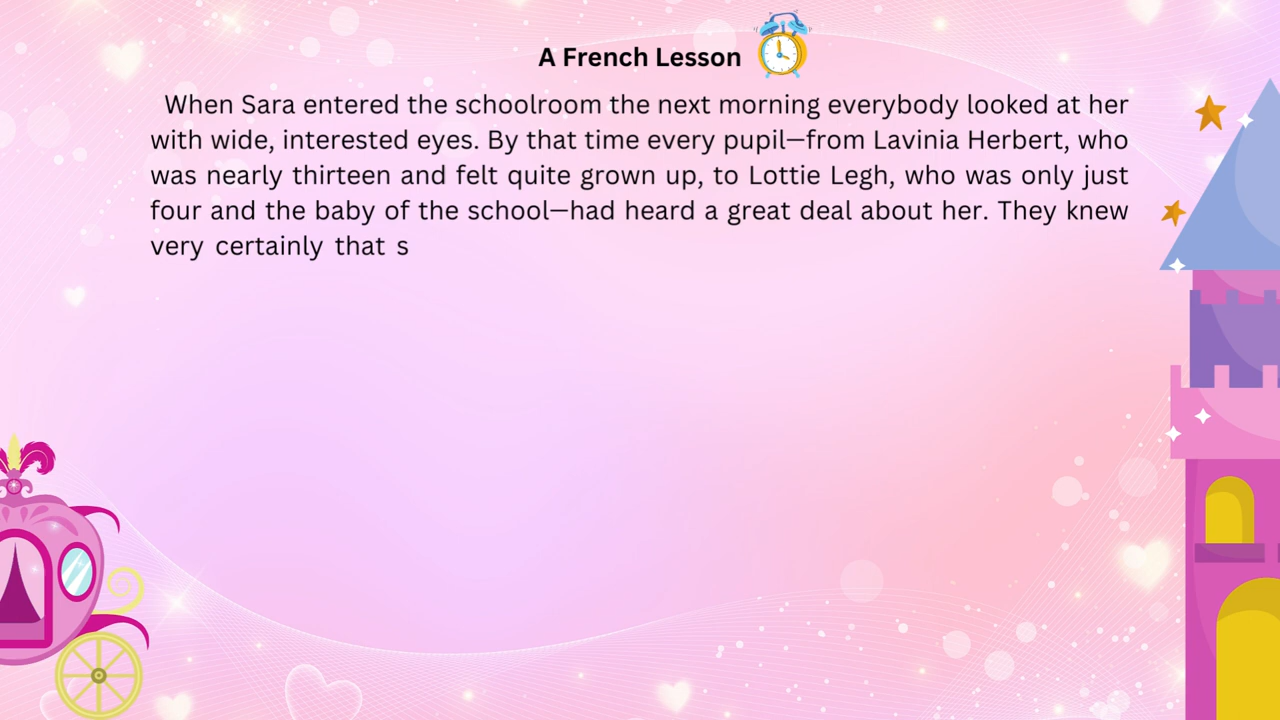 A French Lesson
When Sara entered the schoolroom the next morning everybody looked at her
with wide, interested eyes. By that time every pupil—from Lavinia Herbert, who
was nearly thirteen and felt quite grown up, to Lottie Legh, who was only just
four and the baby of the school—had heard a great deal about her. They knew
very certainly that s